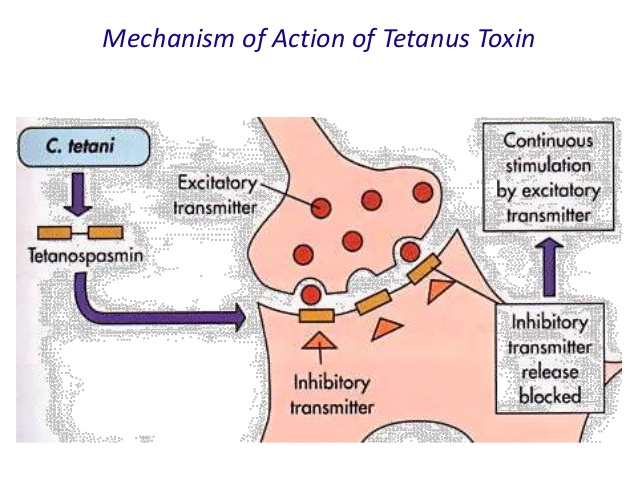 Mechanism of Action of Tetanus Toxin
C. tetani
Tetanospasmin
Excitatory
transmitter
Inhibitory
transmitter
Continuous
stimulation
by excitatory
transmitter
Inhibitory
transmitter
release
blocked